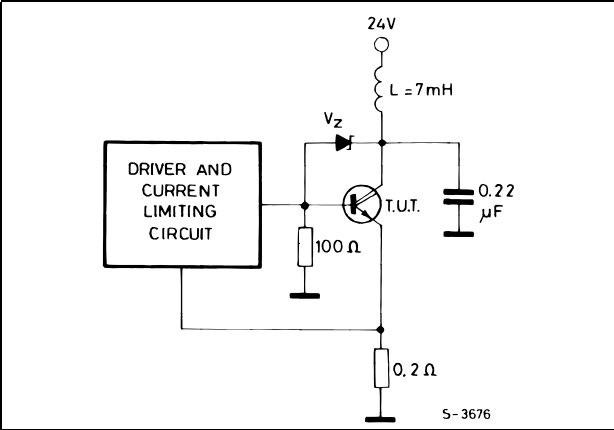 24V
L = 7mH
VZ
DRIVER AND
CURRENT
LIMITING
CIRCUIT
T.U.T.
0.22
µF
100 Ω
0.2 Ω
S-3676